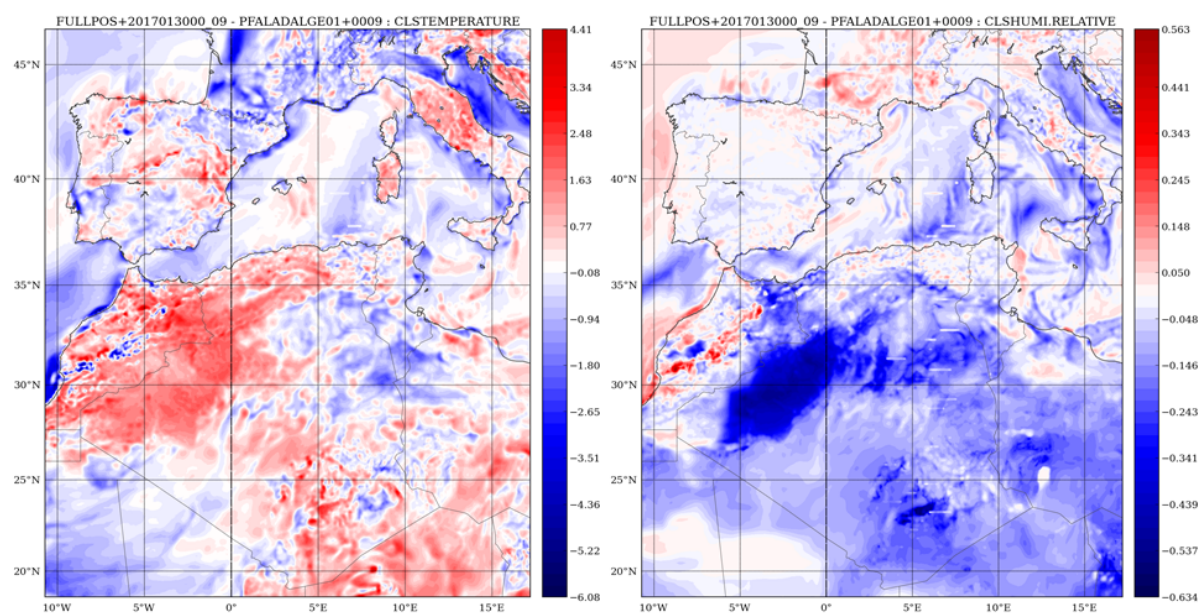 FULLPOS+2017013000_09 - PFALADALGE01+0009 : CLSTEMPERATURE
45°N
40°N
35°N
30°N
25°N
20°N
10°W 5°W 0° 5°E 10°E 15°E
4.41
3.34
2.48
1.63
0.77
−0.08
−0.94
−1.80
−2.65
−3.51
−4.36
−5.22
−6.08
FULLPOS+2017013000_09 - PFALADALGE01+0009 : CLSHUMI.RELATIVE
45°N
40°N
35°N
30°N
25°N
20°N
10°W 5°W 0° 5°E 10°E 15°E
0.563
0.441
0.343
0.245
0.148
0.050
−0.048
−0.146
−0.244
−0.341
−0.439
−0.537
−0.634